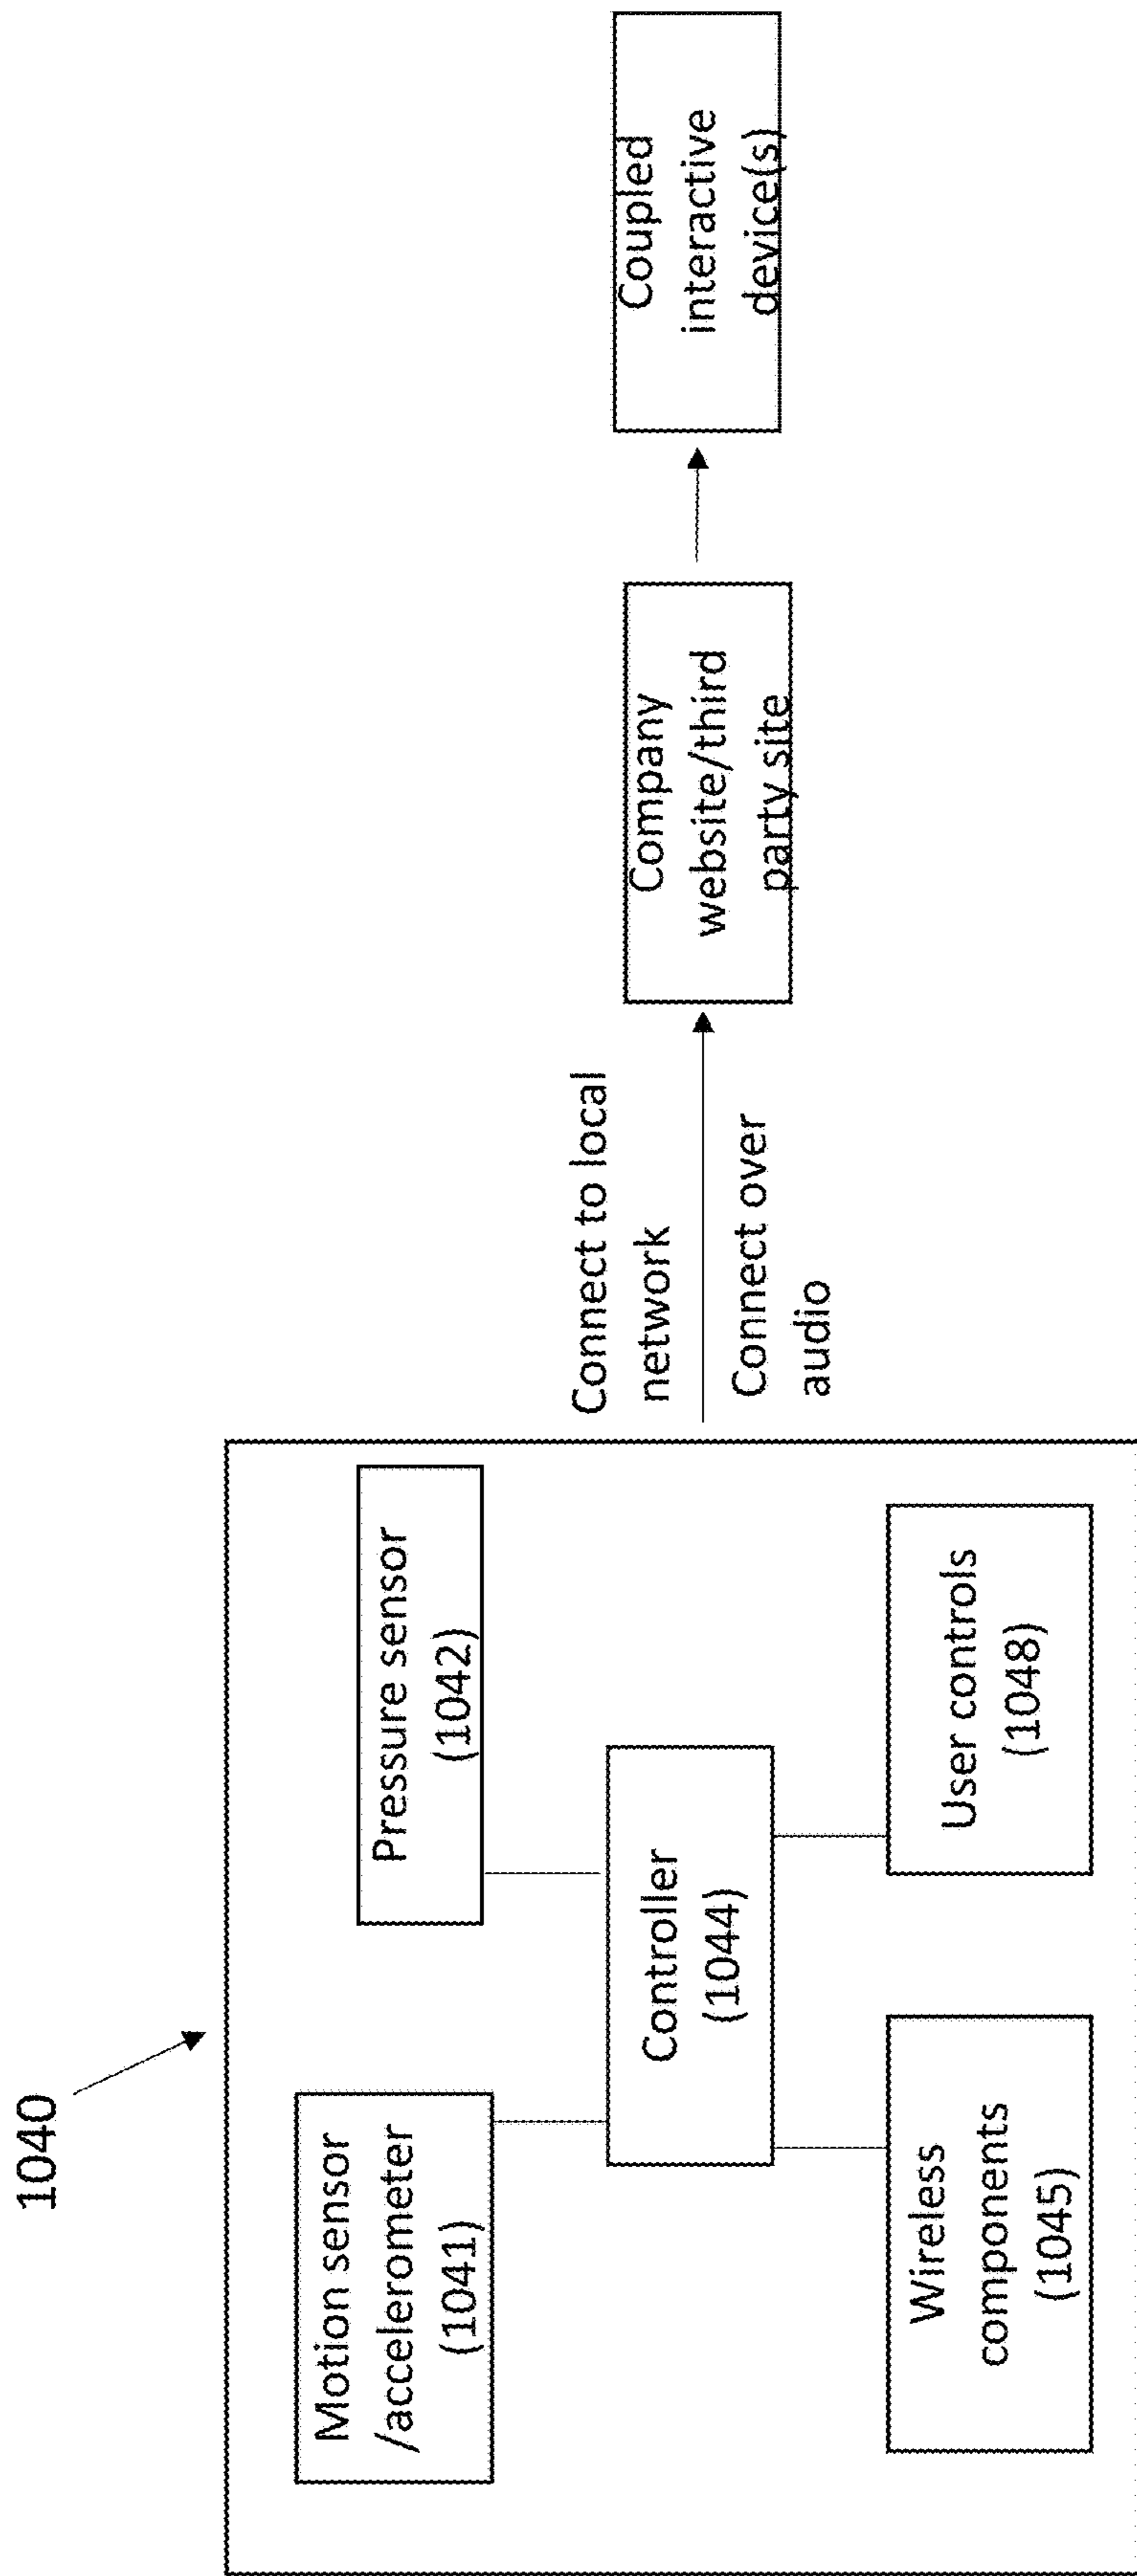 1040
Motion sensor
/accelerometer
(1041)
Pressure sensor
(1042)
Controller
(1044)
Wireless
components
(1045)
User controls
(1048)
Connect to local
network
Connect over
audio
Company
website/third
party site
Coupled
interactive
device(s)